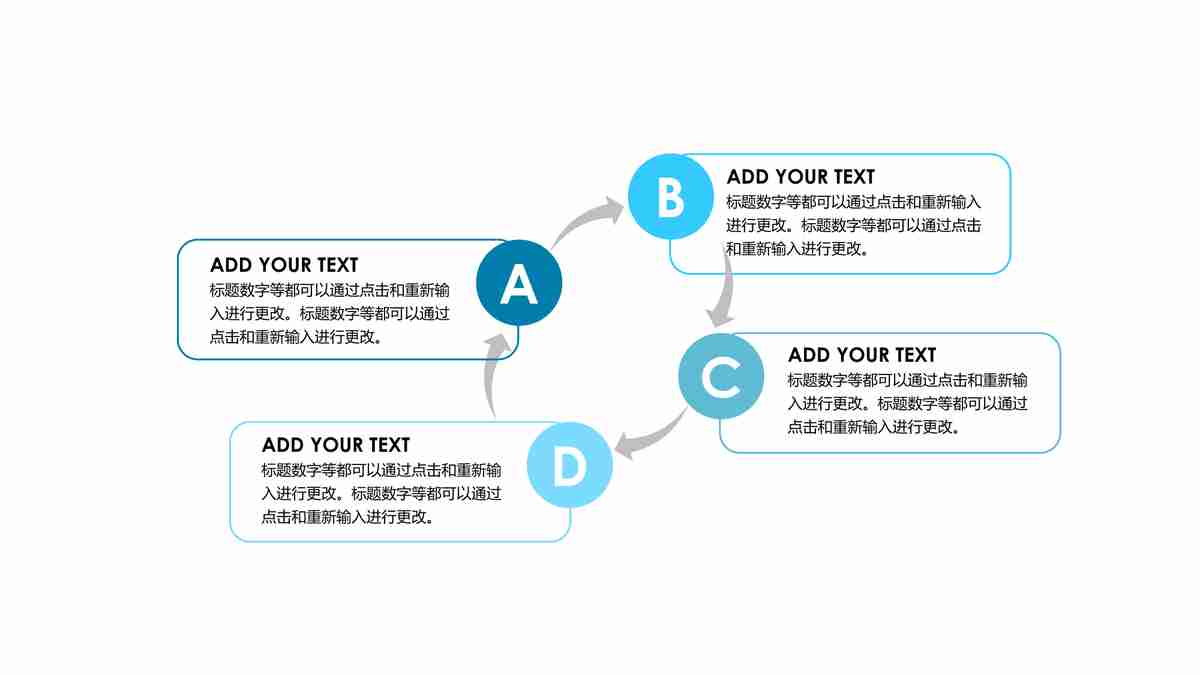 A
ADD YOUR TEXT
标题数字等都可以通过点击和重新输
入进行更改。标题数字等都可以通过
点击和重新输入进行更改。
B
ADD YOUR TEXT
标题数字等都可以通过点击和重新输入
进行更改。标题数字等都可以通过点击
和重新输入进行更改。
C
ADD YOUR TEXT
标题数字等都可以通过点击和重新输
入进行更改。标题数字等都可以通过
点击和重新输入进行更改。
D
ADD YOUR TEXT
标题数字等都可以通过点击和重新输
入进行更改。标题数字等都可以通过
点击和重新输入进行更改。